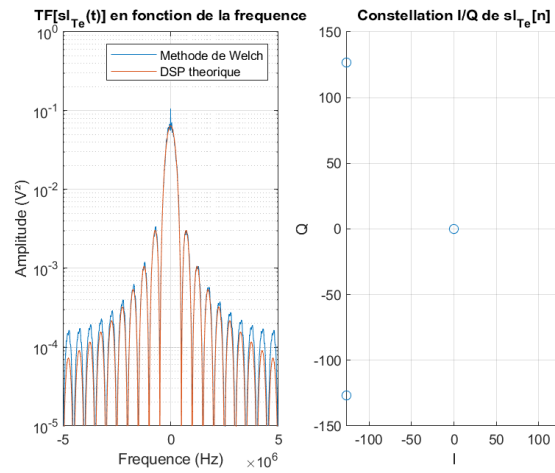 TF[sl_Te(t)] en fonction de la frequence
10^0
10^-1
10^-2
10^-3
10^-4
10^-5
Amplitude (V²)
Methode de Welch
DSP theorique
-5
0
5
×10^6
Frequence (Hz)
Constellation I/Q de sl_Te[n]
150
100
50
0
-50
-100
-150
Q
-100
-50
0
50
100
I